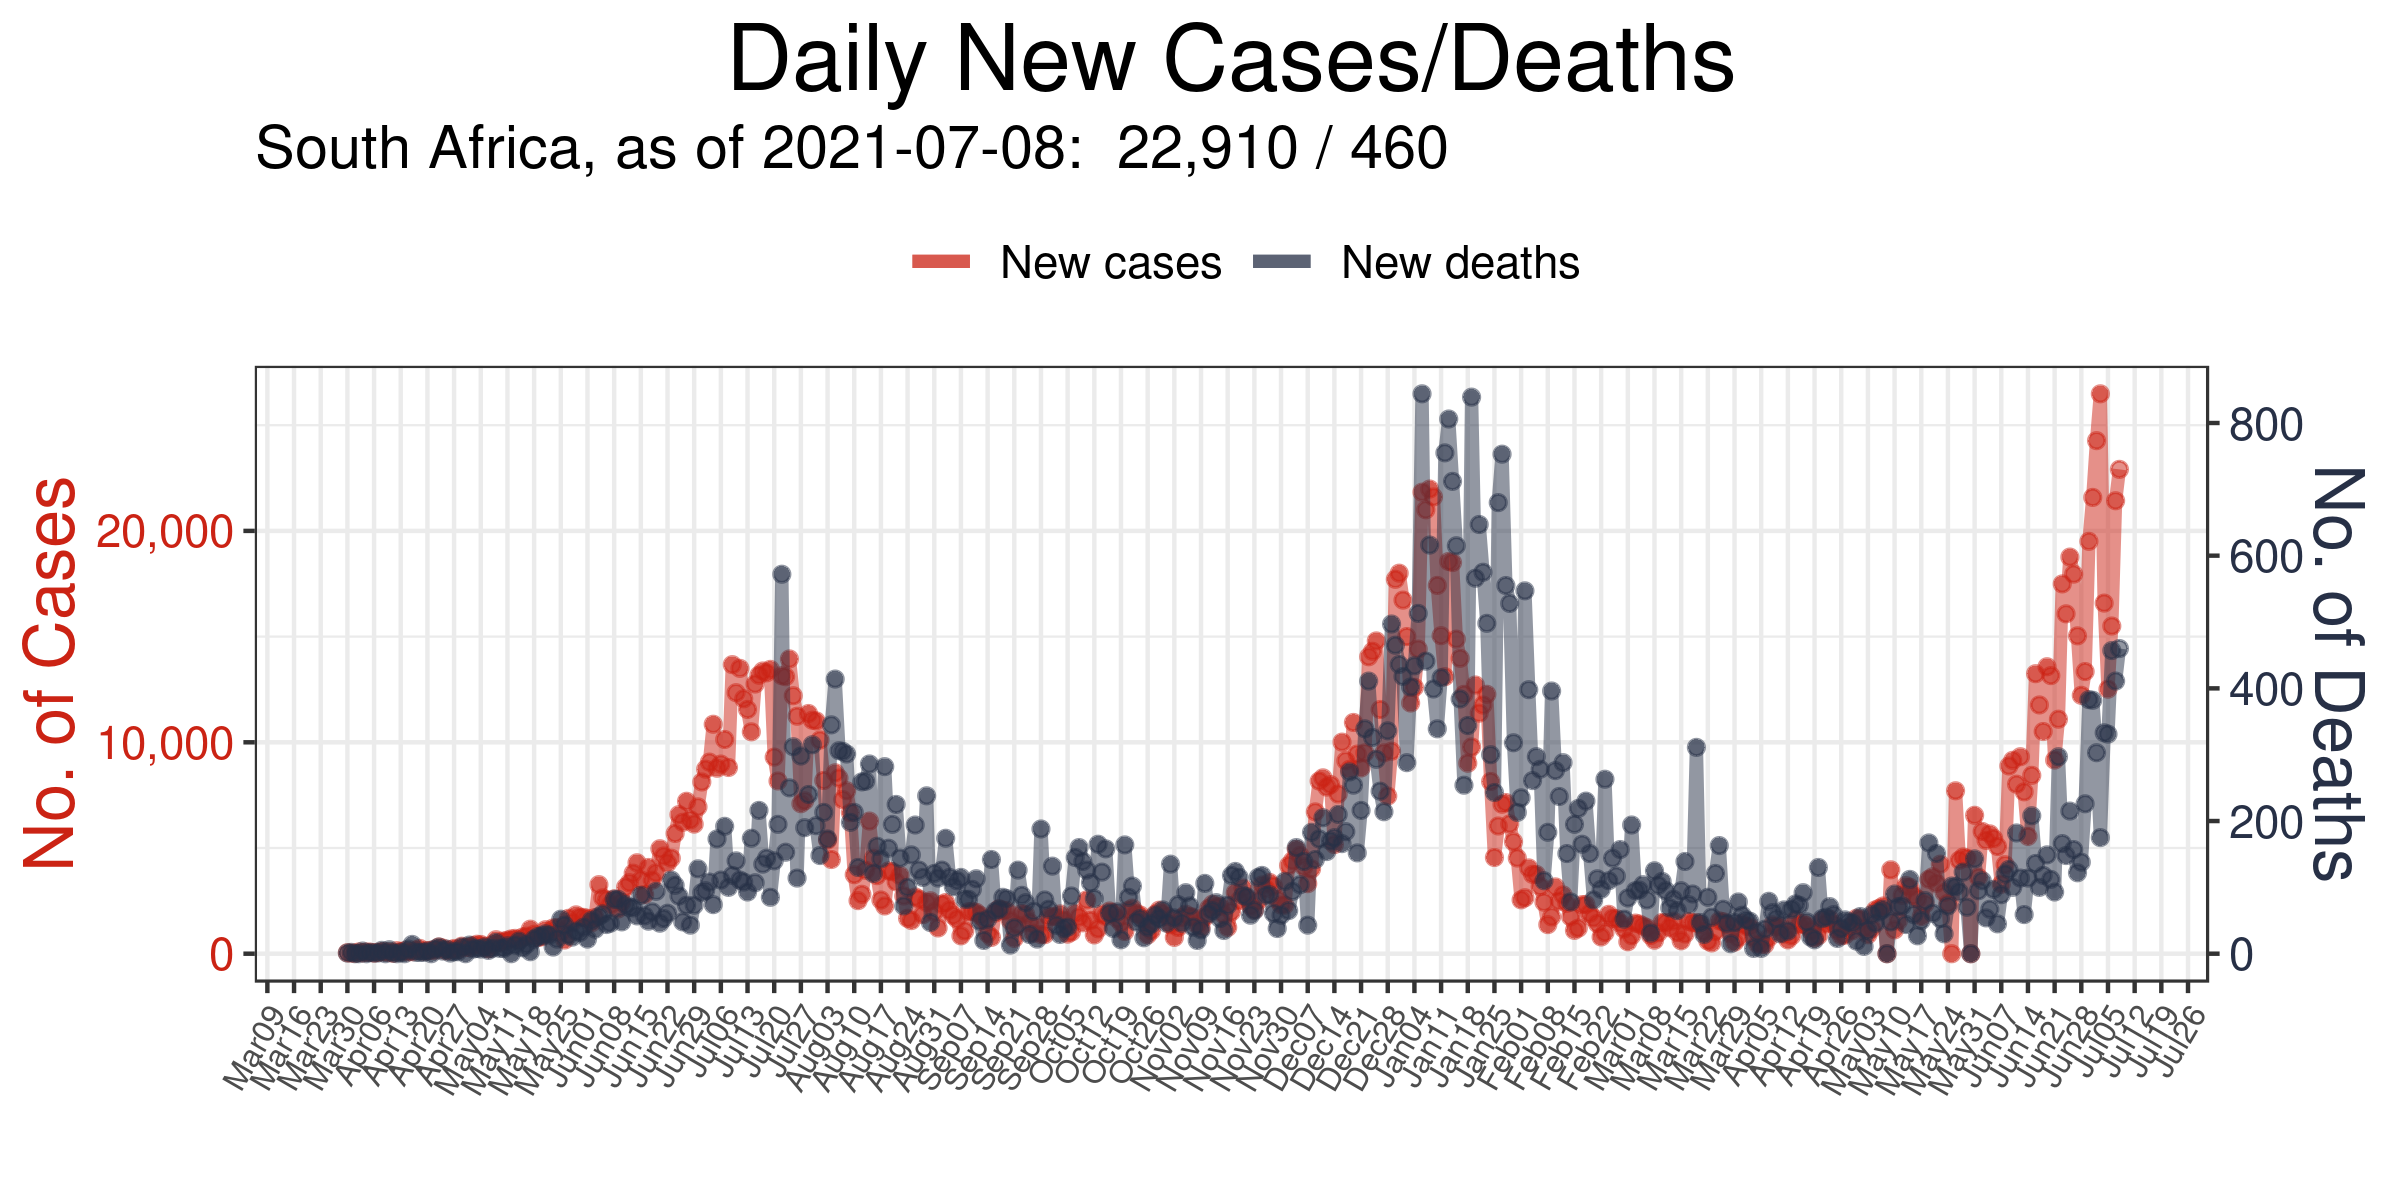 Daily New Cases/Deaths
South Africa, as of 2021-07-08:  22,910 / 460
New cases
New deaths
No. of Cases
20,000
10,000
0
800
600
400
200
0
No. of Deaths
Mar09
Mar16
Mar23
Mar30
Apr06
Apr13
Apr20
Apr27
May04
May11
May18
May25
Jun01
Jun08
Jun15
Jun22
Jun29
Jul06
Jul13
Jul20
Jul27
Aug03
Aug10
Aug17
Aug24
Aug31
Sep07
Sep14
Sep21
Sep28
Oct05
Oct12
Oct19
Oct26
Nov02
Nov09
Nov16
Nov23
Nov30
Dec07
Dec14
Dec21
Dec28
Jan04
Jan11
Jan18
Jan25
Feb01
Feb08
Feb15
Feb22
Mar01
Mar08
Mar15
Mar22
Mar29
Apr05
Apr12
Apr19
Apr26
May03
May10
May17
May24
May31
Jun07
Jun14
Jun21
Jun28
Jul05
Jul12
Jul19
Jul26